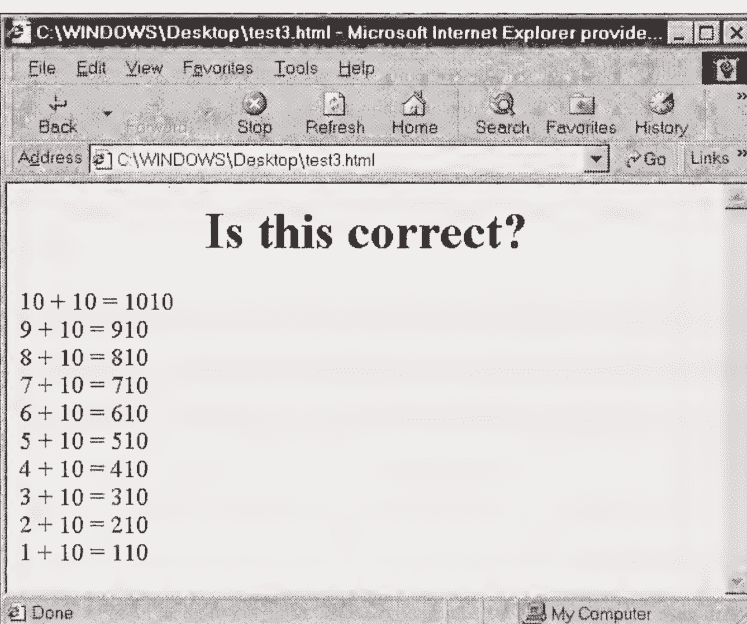 C:\WINDOWS\Desktop\test3.html - Microsoft Internet Explorer provide...
File Edit View Favorites Tools Help
Back Forward Stop Refresh Home Search Favorites History »
Address C:\WINDOWS\Desktop\test3.html Go Links »
Is this correct?
10 + 10 = 1010
9 + 10 = 910
8 + 10 = 810
7 + 10 = 710
6 + 10 = 610
5 + 10 = 510
4 + 10 = 410
3 + 10 = 310
2 + 10 = 210
1 + 10 = 110
Done My Computer